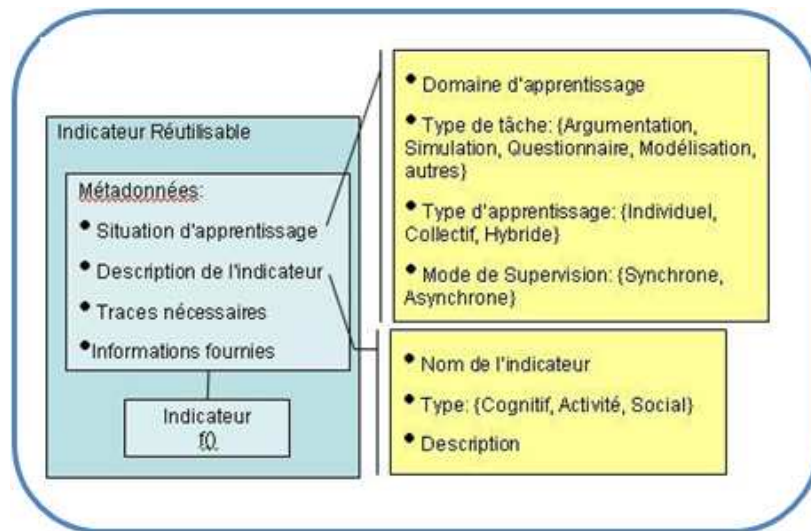 Indicateur Réutilisable
Métadonnées:
• Situation d'apprentissage
• Description de l'indicateur
• Traces nécessaires
•Informations fournies
Indicateur
f().
• Domaine d'apprentissage
• Type de tâche: {Argumentation,
Simulation, Questionnaire, Modélisation,
autres}
• Type d'apprentissage: {Individuel,
Collectif, Hybride}
• Mode de Supervision: {Synchrone,
Asynchrone}
• Nom de l'indicateur
• Type: {Cognitif, Activité, Social}
• Description